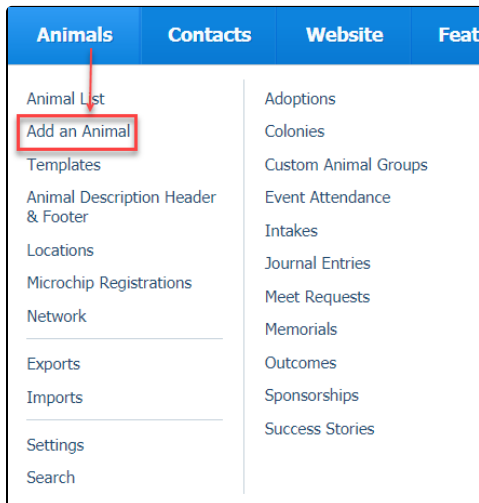 Animals Contacts Website Feat
Animal List
Add an Animal
Templates
Animal Description Header
& Footer
Locations
Microchip Registrations
Network
Exports
Imports
Settings
Search
Adoptions
Colonies
Custom Animal Groups
Event Attendance
Intakes
Journal Entries
Meet Requests
Memorials
Outcomes
Sponsorships
Success Stories